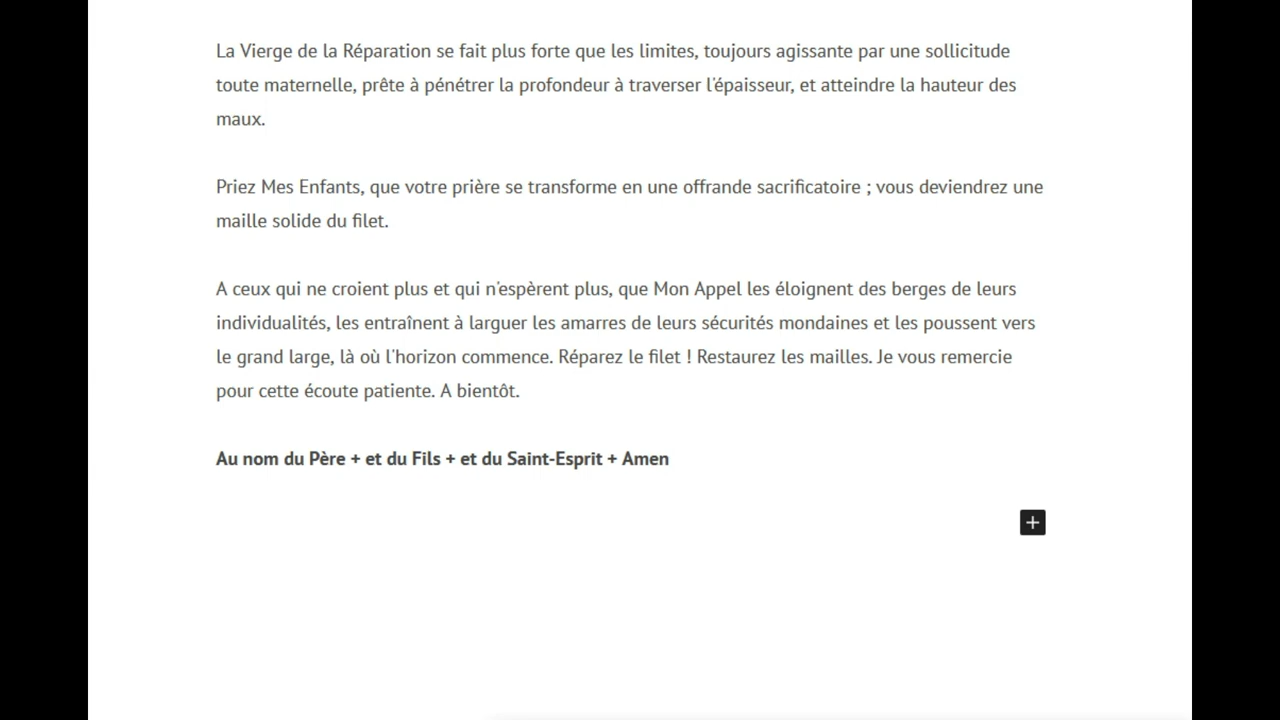 La Vierge de la Réparation se fait plus forte que les limites, toujours agissante par une sollicitude
toute maternelle, prête à pénétrer la profondeur à traverser l'épaisseur, et atteindre la hauteur des
maux.
Priez Mes Enfants, que votre prière se transforme en une offrande sacrificatoire ; vous deviendrez une
maille solide du filet.
A ceux qui ne croient plus et qui n'espèrent plus, que Mon Appel les éloignent des berges de leurs
individualités, les entraînent à larguer les amarres de leurs sécurités mondaines et les poussent vers
le grand large, là où l'horizon commence. Réparez le filet ! Restaurez les mailles. Je vous remercie
pour cette écoute patiente. A bientôt.
Au nom du Père + et du Fils + et du Saint-Esprit + Amen
+